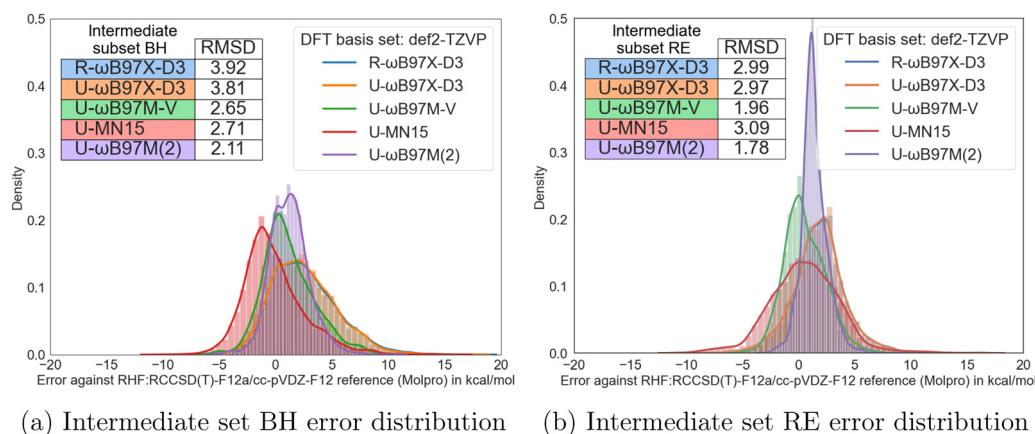 Intermediate
subset BH RMSD
R-ωB97X-D3 3.92
U-ωB97X-D3 3.81
U-ωB97M-V 2.65
U-MN15 2.71
U-ωB97M(2) 2.11
DFT basis set: def2-TZVP
R-ωB97X-D3
U-ωB97X-D3
U-ωB97M-V
U-MN15
U-ωB97M(2)
0.5
0.4
0.3
0.2
0.1
0.0
Density
−20 −15 −10 −5 0 5 10 15 20
Error against RHF:RCCSD(T)-F12a/cc-pVDZ-F12 reference (Molpro) in kcal/mol
(a) Intermediate set BH error distribution
Intermediate
subset RE RMSD
R-ωB97X-D3 2.99
U-ωB97X-D3 2.97
U-ωB97M-V 1.96
U-MN15 3.09
U-ωB97M(2) 1.78
DFT basis set: def2-TZVP
R-ωB97X-D3
U-ωB97X-D3
U-ωB97M-V
U-MN15
U-ωB97M(2)
0.5
0.4
0.3
0.2
0.1
0.0
Density
−20 −15 −10 −5 0 5 10 15 20
Error against RHF:RCCSD(T)-F12a/cc-pVDZ-F12 reference (Molpro) in kcal/mol
(b) Intermediate set RE error distribution